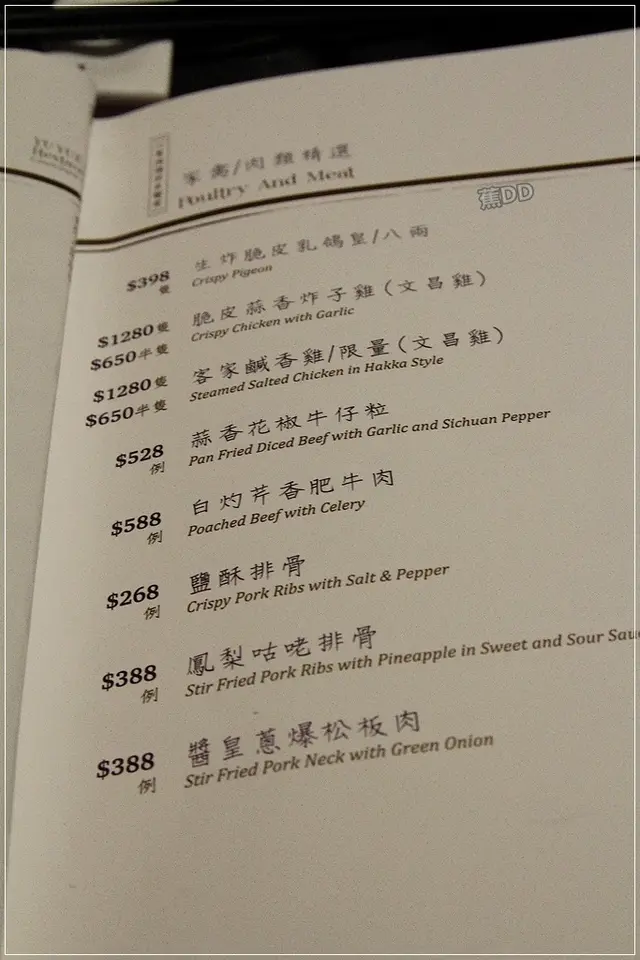 YU YUE
家禽/肉類精選
Poultry And Meat
蕉DD
$398 生炸脆皮乳鴿皇/八兩
隻 Crispy Pigeon
$1280隻 脆皮蒜香炸子雞(文昌雞)
$650半隻 Crispy Chicken with Garlic
$1280隻 客家鹹香雞/限量(文昌雞)
$650半隻 Steamed Salted Chicken in Hakka Style
$528 蒜香花椒牛仔粒
例 Pan Fried Diced Beef with Garlic and Sichuan Pepper
$588 白灼芹香肥牛肉
例 Poached Beef with Celery
$268 鹽酥排骨
例 Crispy Pork Ribs with Salt & Pepper
$388 鳳梨咕咾排骨
例 Stir Fried Pork Ribs with Pineapple in Sweet and Sour Sau
$388 醬皇蔥爆松板肉
例 Stir Fried Pork Neck with Green Onion